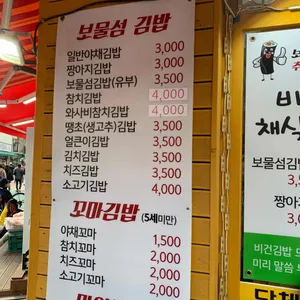 보물섬 김밥
일반야채김밥 3,000
짱아지김밥 3,000
보물섬김밥(유부) 3,500
참치김밥 4,000
와사비참치김밥 4,000
땡초(생고추)김밥 3,500
얼큰이김밥 3,500
김치김밥 3,500
치즈김밥 3,500
소고기김밥 4,000
꼬마김밥 (5세미만)
야채꼬마 1,500
참치꼬마 2,000
치즈꼬마 2,000
소고기꼬마 2,000
보물섬김밥
짱아지김
비건김밥
미리 말씀